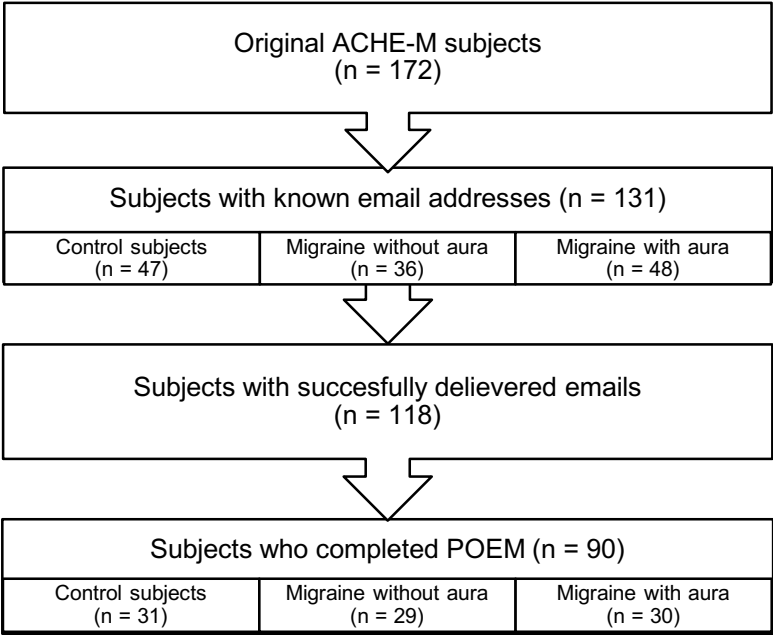 Original ACHE-M subjects
(n = 172)
Subjects with known email addresses (n = 131)
Control subjects
(n = 47)
Migraine without aura
(n = 36)
Migraine with aura
(n = 48)
Subjects with succesfully delievered emails
(n = 118)
Subjects who completed POEM (n = 90)
Control subjects
(n = 31)
Migraine without aura
(n = 29)
Migraine with aura
(n = 30)